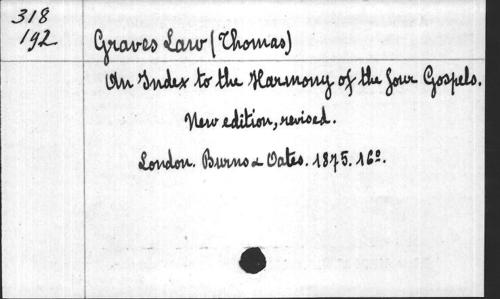 318
192
Graves Law (Thomas)
An Index to the Harmony of the four Gospels.
New edition, revised.
London. Burns & Oates. 1875. 16º.